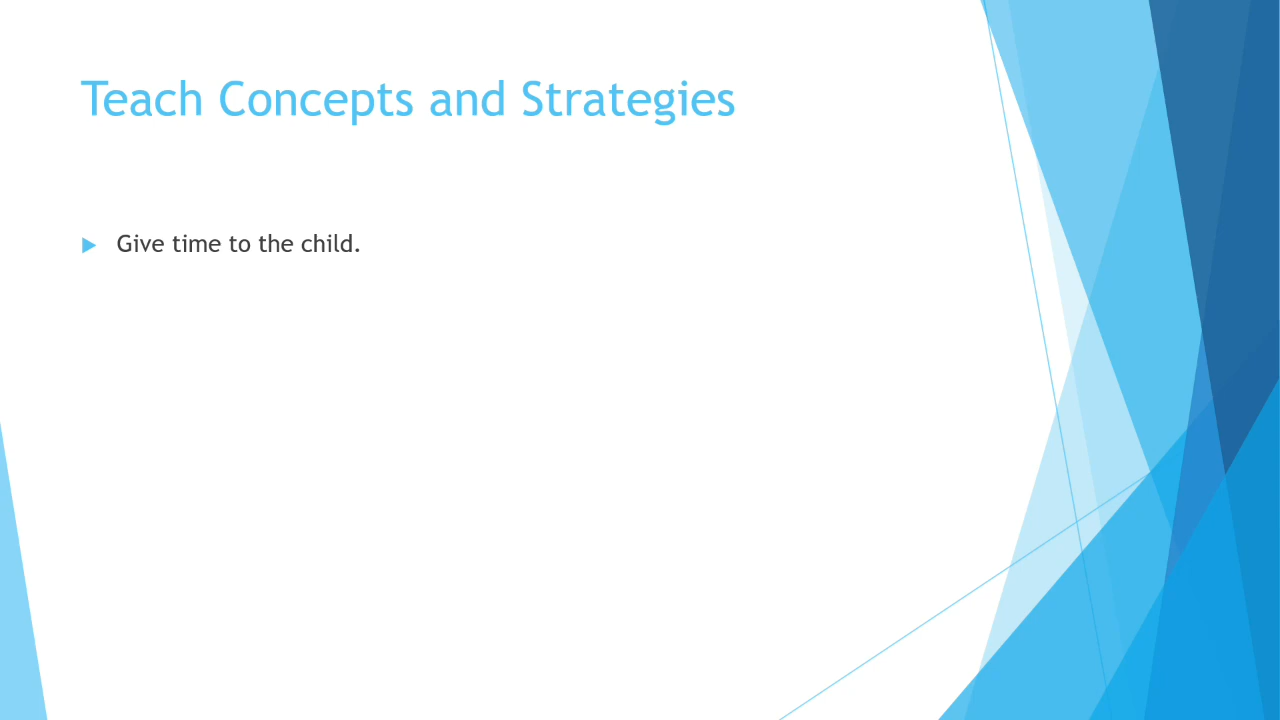 Teach Concepts and Strategies
Give time to the child.